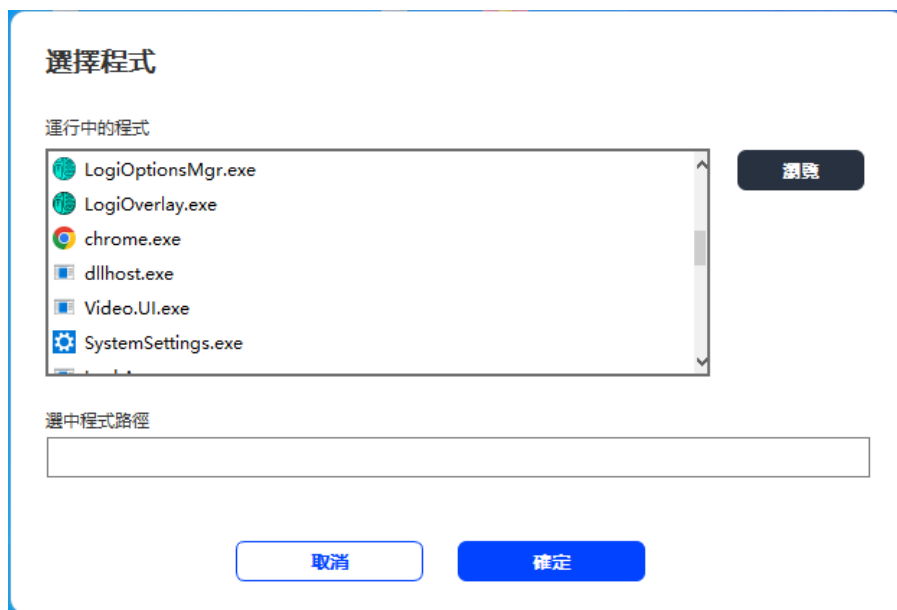 選擇程式
運行中的程式
LogiOptionsMgr.exe
瀏覽
LogiOverlay.exe
chrome.exe
dllhost.exe
Video.UI.exe
SystemSettings.exe
選中程式路徑
取消
確定